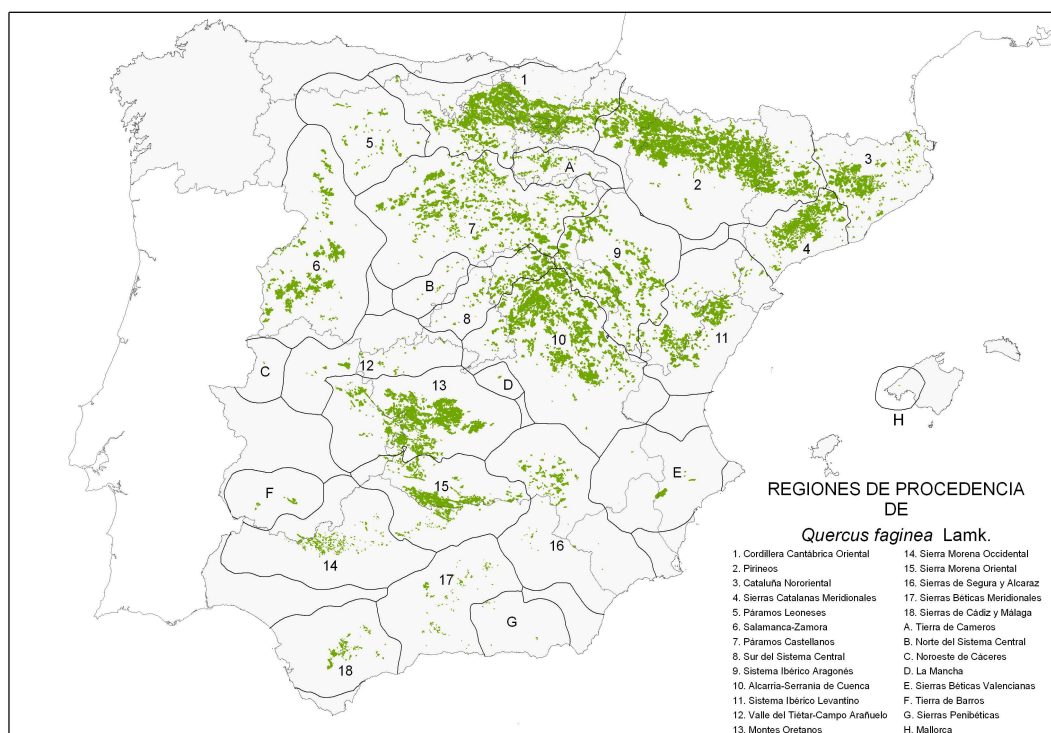 1
5
A
3
2
7
4
9
6
B
8
10
11
C
12
13
D
H
E
15
F
16
14
17
G
18
REGIONES DE PROCEDENCIA
DE
Quercus faginea Lamk.
1. Cordillera Cantábrica Oriental
2. Pirineos
3. Cataluña Nororiental
4. Sierras Catalanas Meridionales
5. Páramos Leoneses
6. Salamanca-Zamora
7. Páramos Castellanos
8. Sur del Sistema Central
9. Sistema Ibérico Aragonés
10. Alcarria-Serranía de Cuenca
11. Sistema Ibérico Levantino
12. Valle del Tiétar-Campo Arañuelo
13. Montes Oretanos
14. Sierra Morena Occidental
15. Sierra Morena Oriental
16. Sierras de Segura y Alcaraz
17. Sierras Béticas Meridionales
18. Sierras de Cádiz y Málaga
A. Tierra de Cameros
B. Norte del Sistema Central
C. Noroeste de Cáceres
D. La Mancha
E. Sierras Béticas Valencianas
F. Tierra de Barros
G. Sierras Penibéticas
H. Mallorca